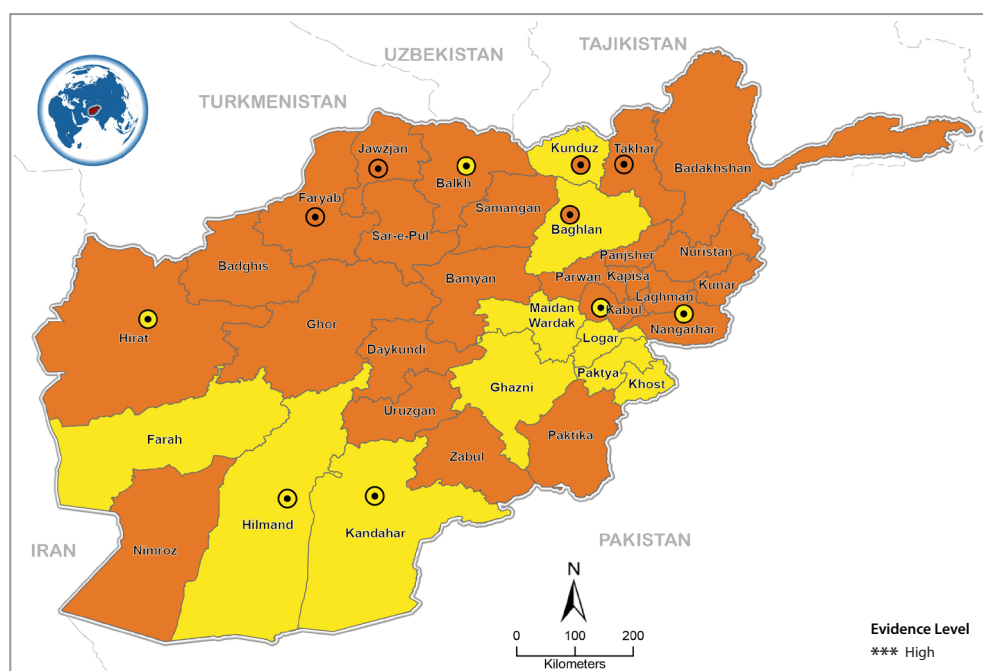 UZBEKISTAN
TAJIKISTAN
TURKMENISTAN
Jawzjan
Balkh
Kunduz
Takhar
Badakhshan
Faryab
Samangan
Baghlan
Sar-e-Pul
Badghis
Panjsher
Nuristan
Bamyan
Parwan
Kapisa
Kunar
Laghman
Kabul
Nangarhar
Hirat
Ghor
Maidan
Wardak
Logar
Daykundi
Paktya
Khost
Ghazni
Uruzgan
Farah
Paktika
Zabul
Hilmand
Kandahar
IRAN
Nimroz
PAKISTAN
N
0 100 200
Kilometers
Evidence Level
*** High